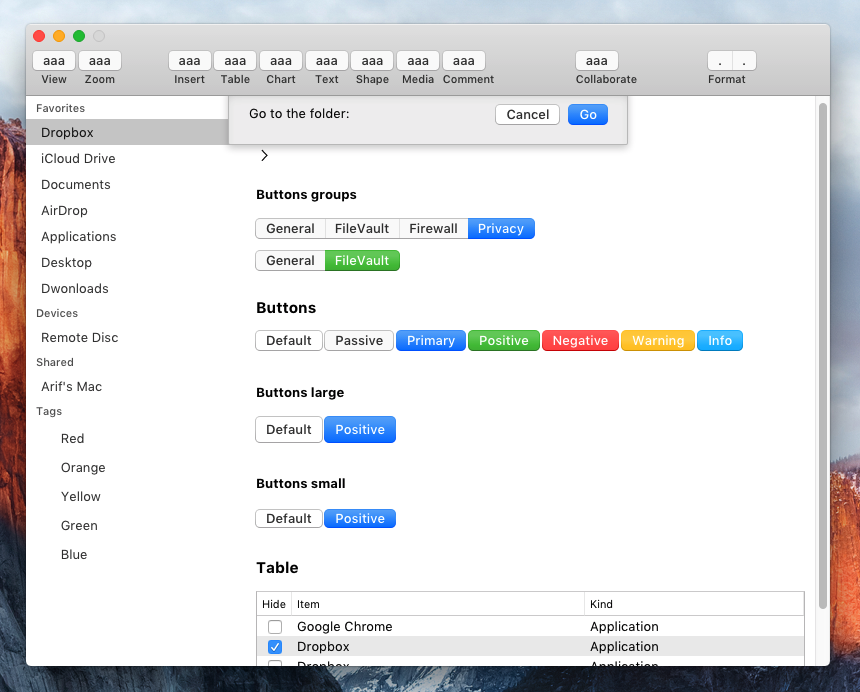 aaa aaa aaa aaa aaa aaa aaa aaa aaa aaa . .
View Zoom Insert Table Chart Text Shape Media Comment Collaborate Format
Favorites
Dropbox
iCloud Drive
Documents
AirDrop
Applications
Desktop
Dwonloads
Devices
Remote Disc
Shared
Arif's Mac
Tags
Red
Orange
Yellow
Green
Blue
Go to the folder: Cancel Go
Buttons groups
General FileVault Firewall Privacy
General FileVault
Buttons
Default Passive Primary Positive Negative Warning Info
Buttons large
Default Positive
Buttons small
Default Positive
Table
Hide Item Kind
Google Chrome Application
Dropbox Application
Dropbox Application